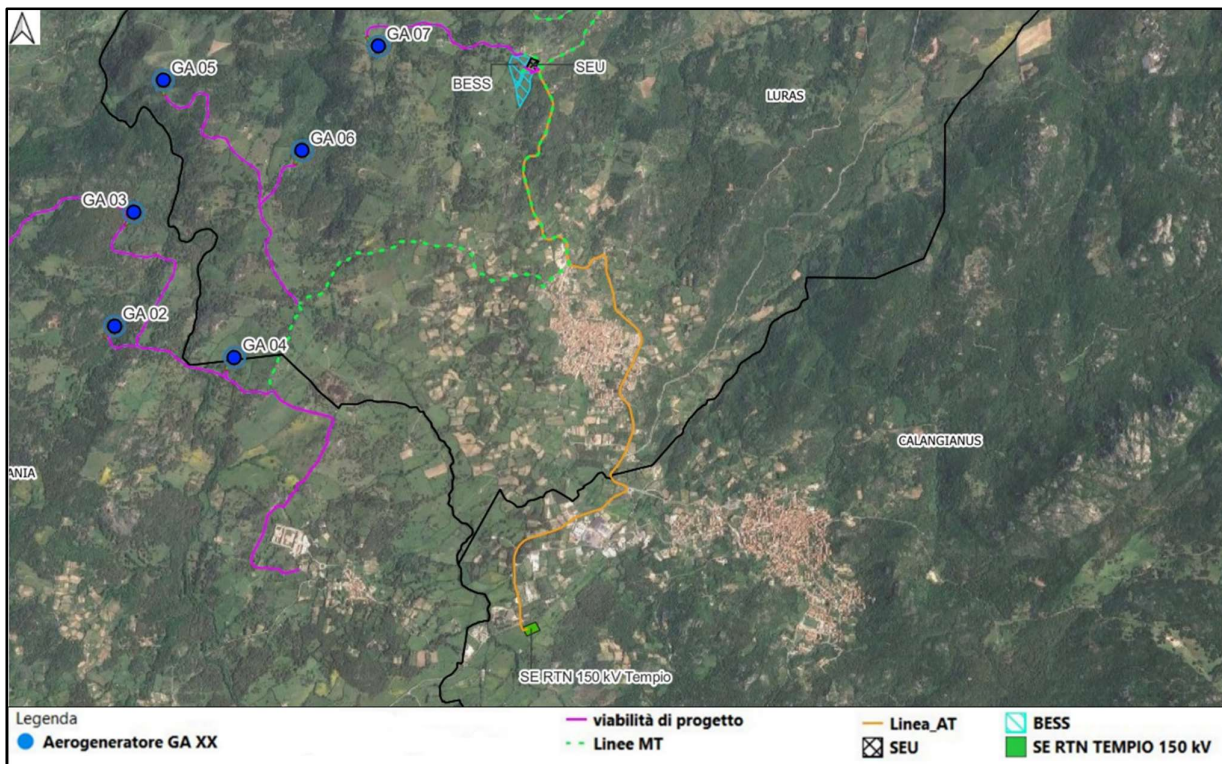 GA 07
GA 05
BESS
SEU
LURAS
GA 06
GA 03
GA 02
GA 04
CALANGIANUS
ANIA
SE RTN 150 kV Tempio
Legenda
Aerogeneratore GA XX
viabilità di progetto
Linee MT
Linea_AT
SEU
BESS
SE RTN TEMPIO 150 kV